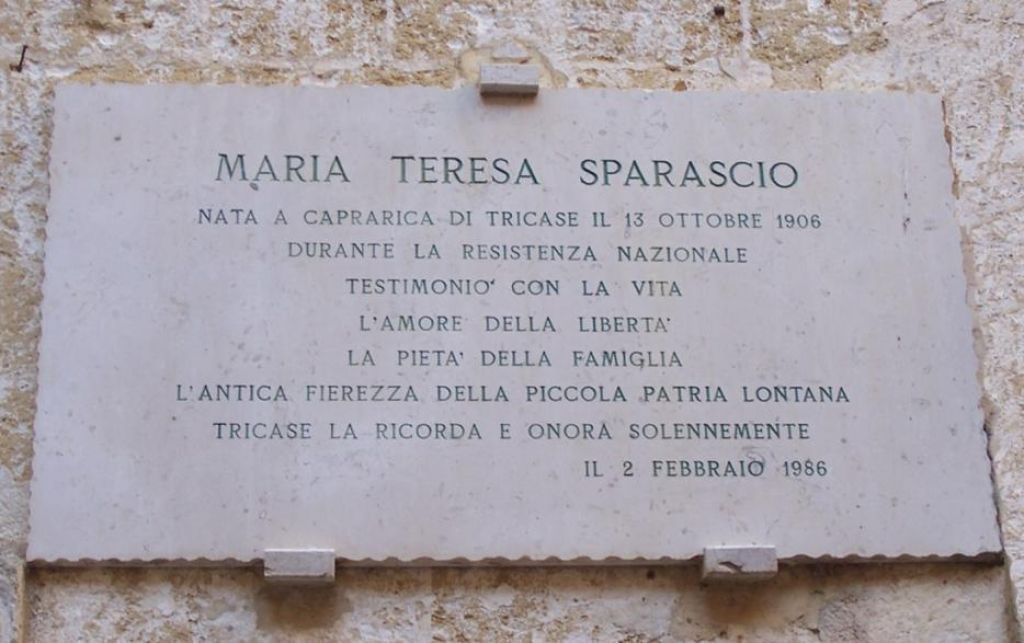 MARIA TERESA SPARASCIO
NATA A CAPRARICA DI TRICASE IL 13 OTTOBRE 1906
DURANTE LA RESISTENZA NAZIONALE
TESTIMONIO' CON LA VITA
L'AMORE DELLA LIBERTA'
LA PIETA' DELLA FAMIGLIA
L'ANTICA FIEREZZA DELLA PICCOLA PATRIA LONTANA
TRICASE LA RICORDA E ONORA SOLENNEMENTE
IL 2 FEBBRAIO 1986